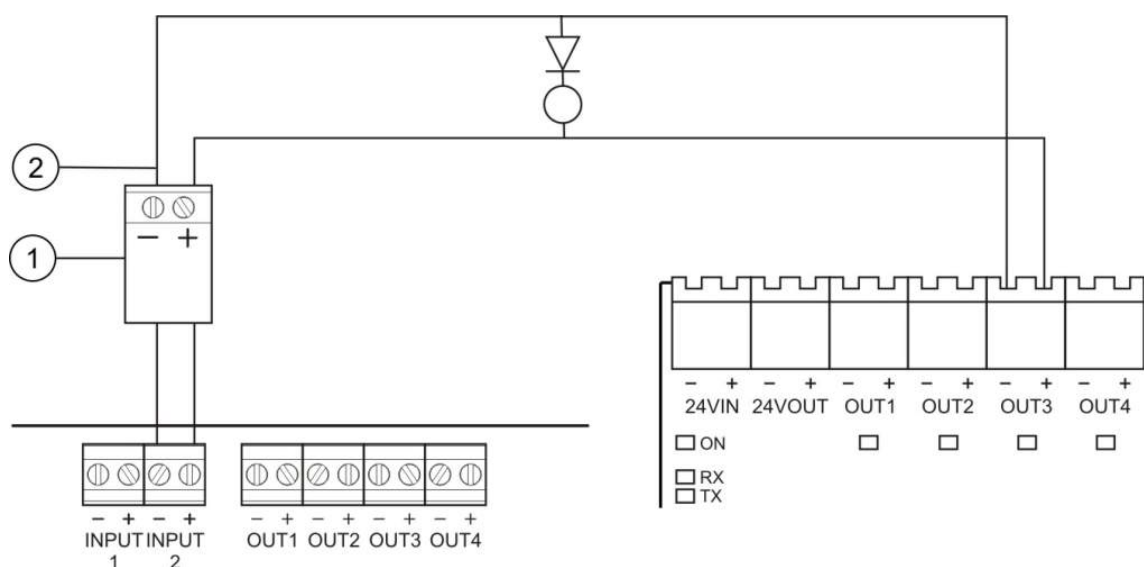 2
1
− +
− + − + − + − + − + − +
24VIN 24VOUT OUT1 OUT2 OUT3 OUT4
ON
RX
TX
− + − + − + − + − + − +
INPUT INPUT OUT1 OUT2 OUT3 OUT4
1 2